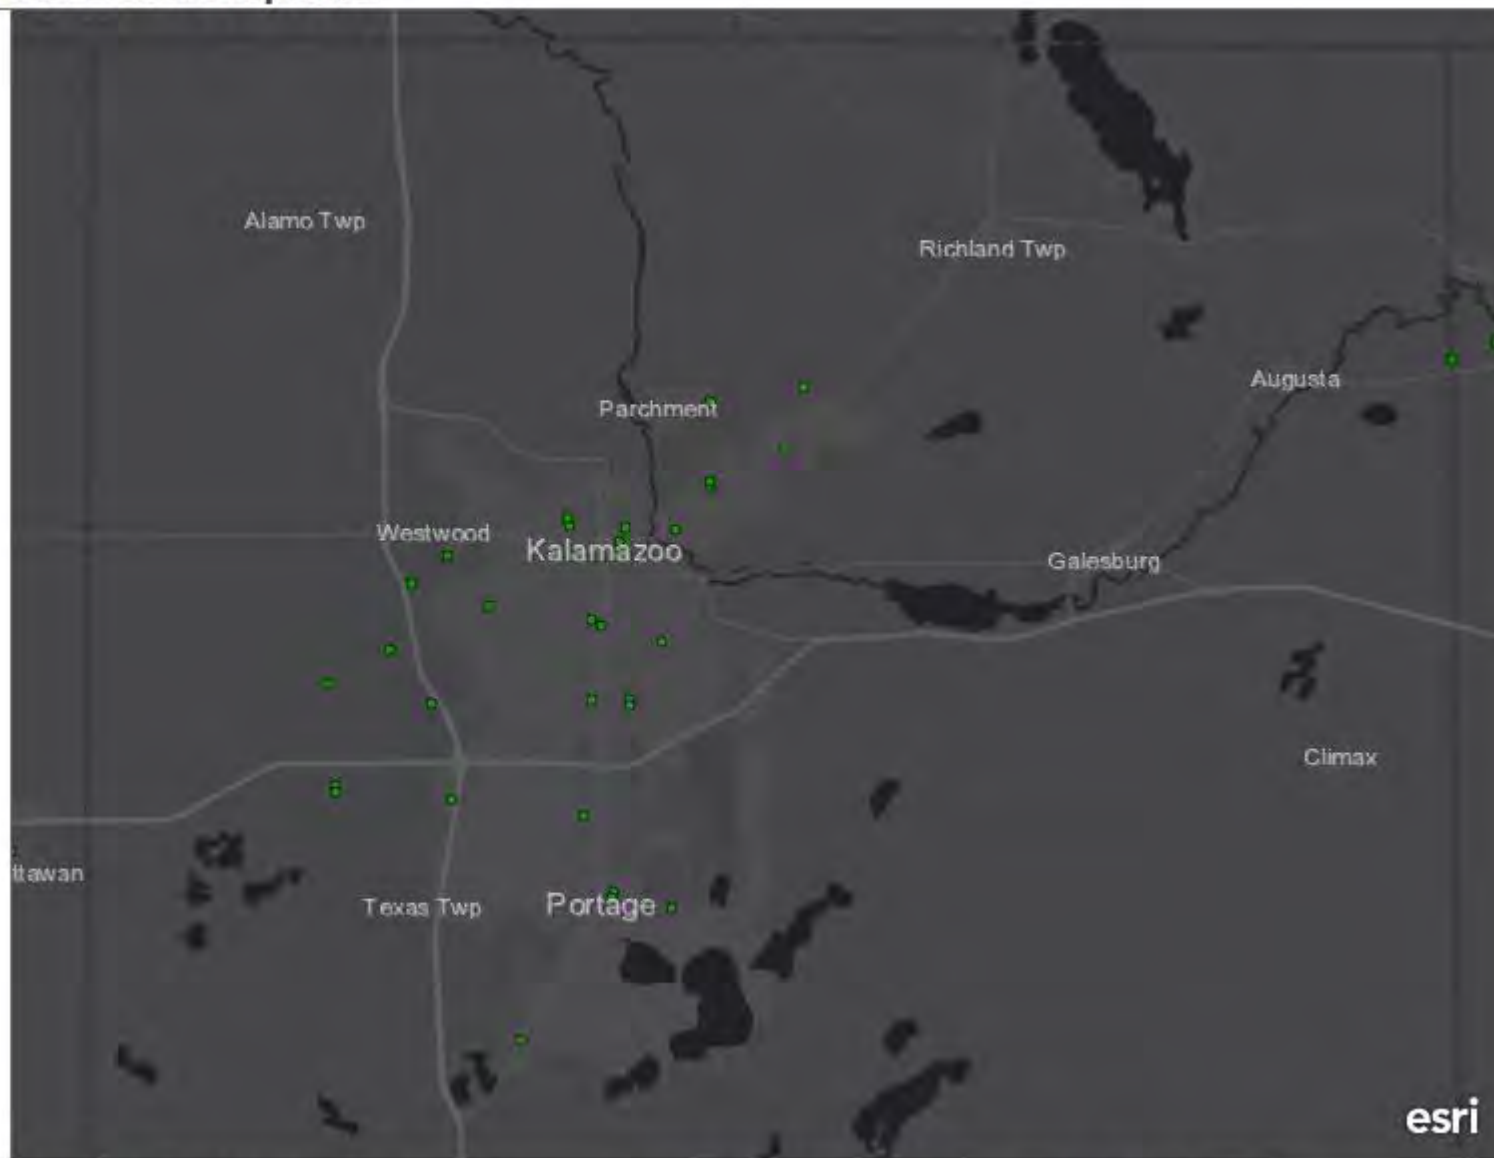 Alamo Twp
Richland Twp
Augusta
Parchment
Westwood
Kalamazoo
Galesburg
Climax
ttawan
Texas Twp
Portage
esri